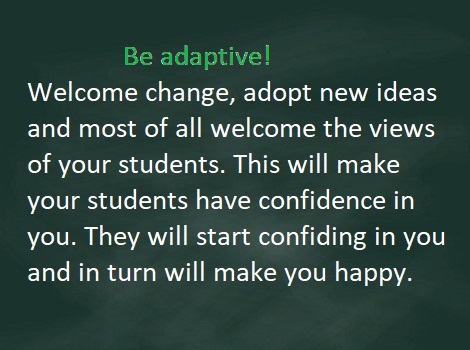 Be adaptive!
Welcome change, adopt new ideas
and most of all welcome the views
of your students. This will make
your students have confidence in
you. They will start confiding in you
and in turn will make you happy.